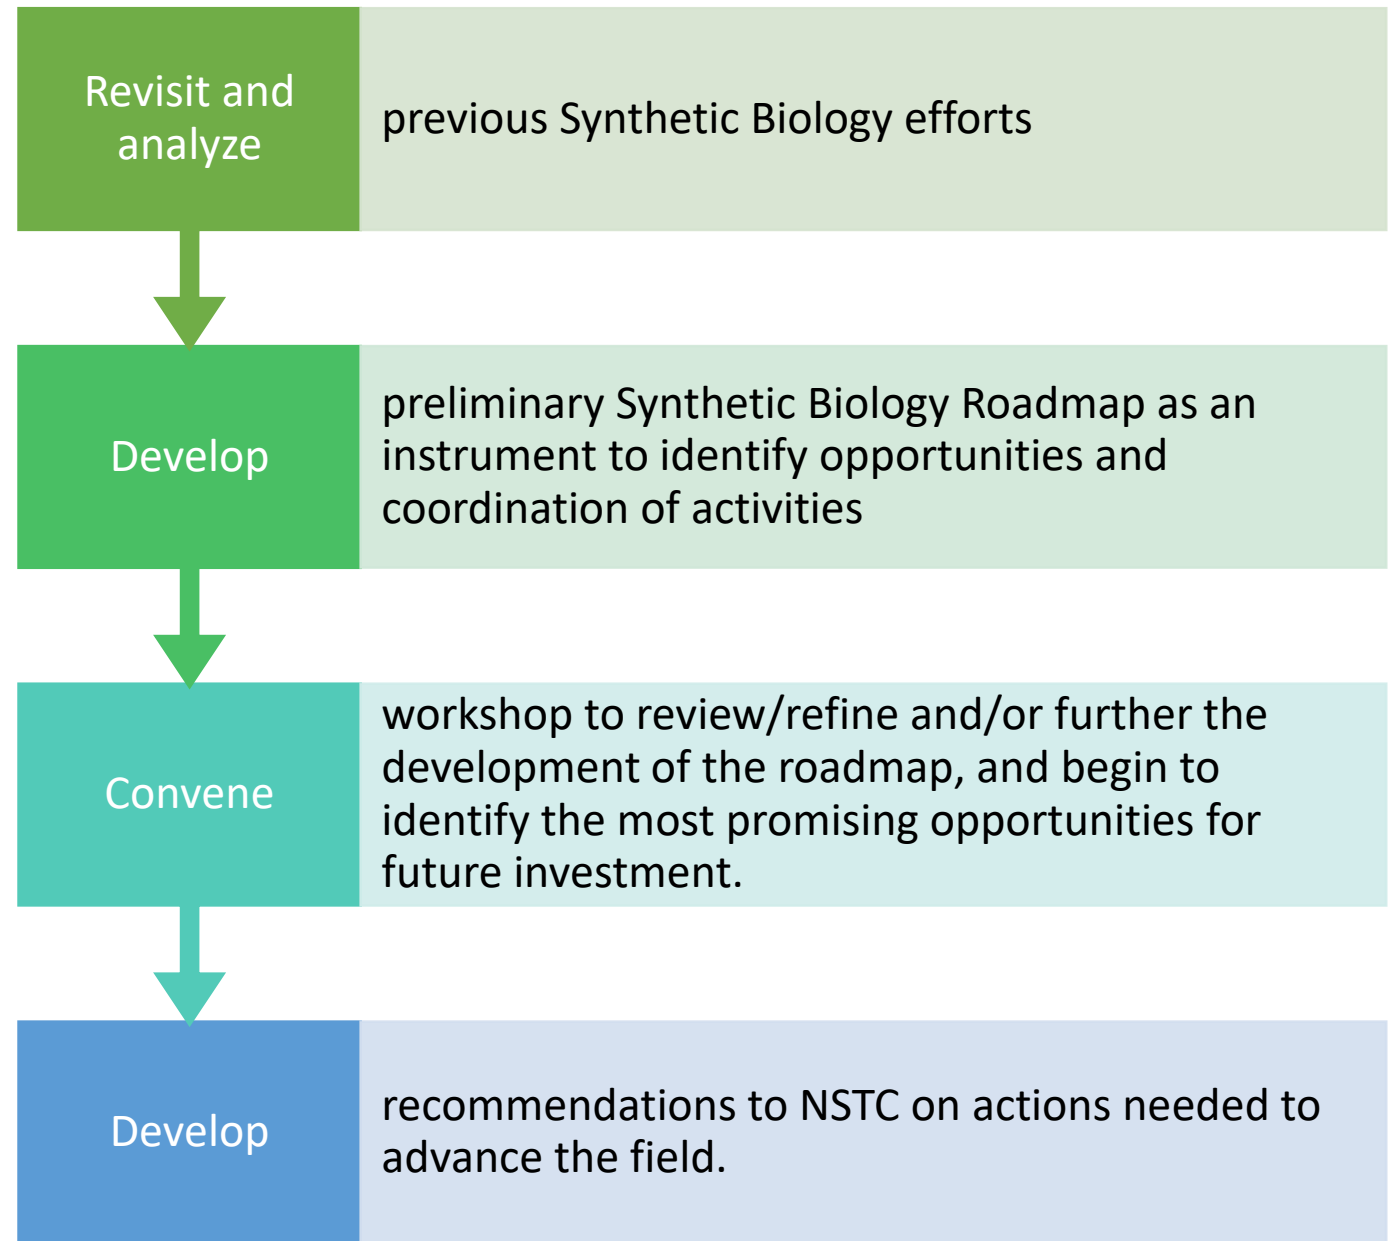 Revisit and
analyze
previous Synthetic Biology efforts
Develop
preliminary Synthetic Biology Roadmap as an
instrument to identify opportunities and
coordination of activities
Convene
workshop to review/refine and/or further the
development of the roadmap, and begin to
identify the most promising opportunities for
future investment.
Develop
recommendations to NSTC on actions needed to
advance the field.